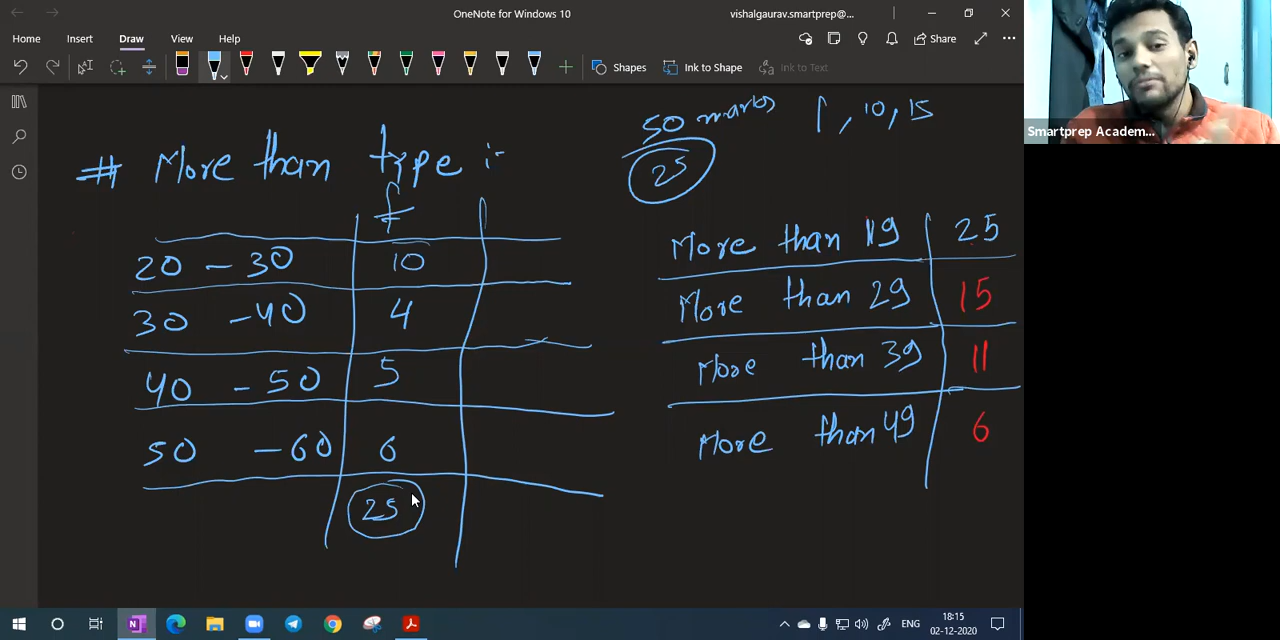 OneNote for Windows 10
vishalgaurav.smartprep@...
Home Insert Draw View Help
Share
Shapes
Ink to Shape
Ink to Text
Smartprep Academ...
50 marks
, 10, 15
25
# More than type :-
f
20 - 30 10
30 - 40 4
40 - 50 5
50 - 60 6
25
More than 19 25
More than 29 15
More than 39 11
More than 49 6
ENG
18:15
02-12-2020